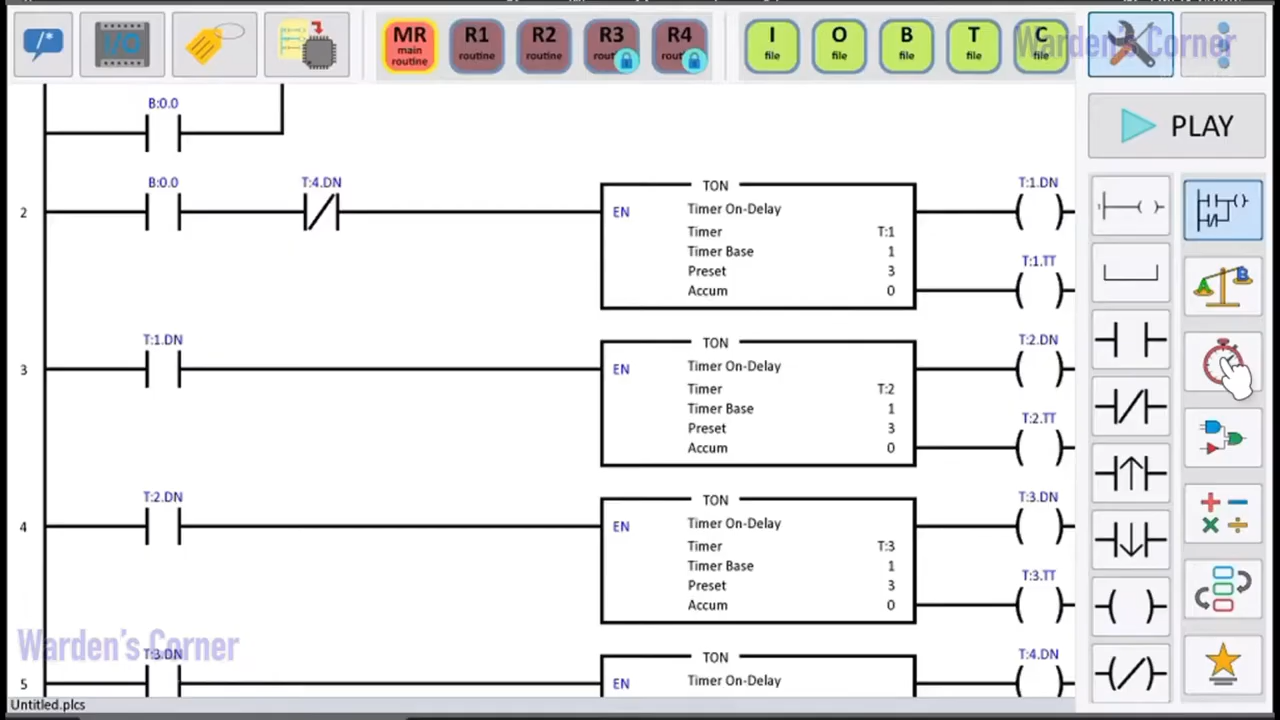 /*
I/O
MR
main
routine
R1
routine
R2
routine
R3
R4
I
file
O
file
B
file
T
file
C
file
Warden's Corner
PLAY
B:0.0
2
B:0.0
T:4.DN
TON
EN
Timer On-Delay
Timer T:1
Timer Base 1
Preset 3
Accum 0
T:1.DN
T:1.TT
3
T:1.DN
TON
EN
Timer On-Delay
Timer T:2
Timer Base 1
Preset 3
Accum 0
T:2.DN
T:2.TT
4
T:2.DN
TON
EN
Timer On-Delay
Timer T:3
Timer Base 1
Preset 3
Accum 0
T:3.DN
T:3.TT
Warden's Corner
5
T:3.DN
TON
EN
Timer On-Delay
T:4.DN
A
B
Untitled.plcs